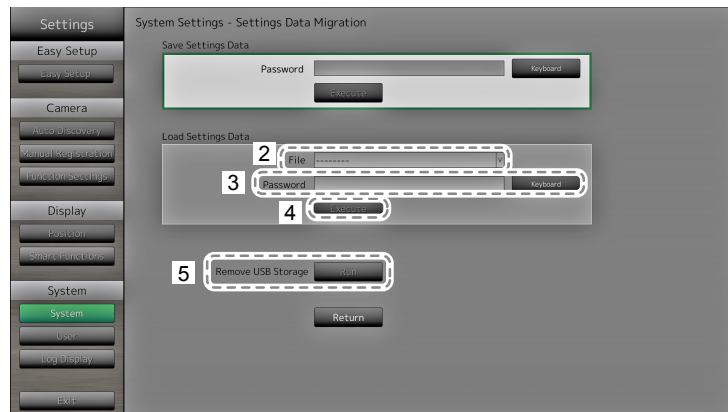 Settings
System Settings - Settings Data Migration
Easy Setup
Easy Setup
Camera
Auto Discovery
Manual Registration
Function Settings
Display
Position
Smart Functions
System
System
User
Log Display
Exit
Save Settings Data
Password
Keyboard
Execute
Load Settings Data
2 File --------
3 Password Keyboard
4 Execute
5 Remove USB Storage Run
Return